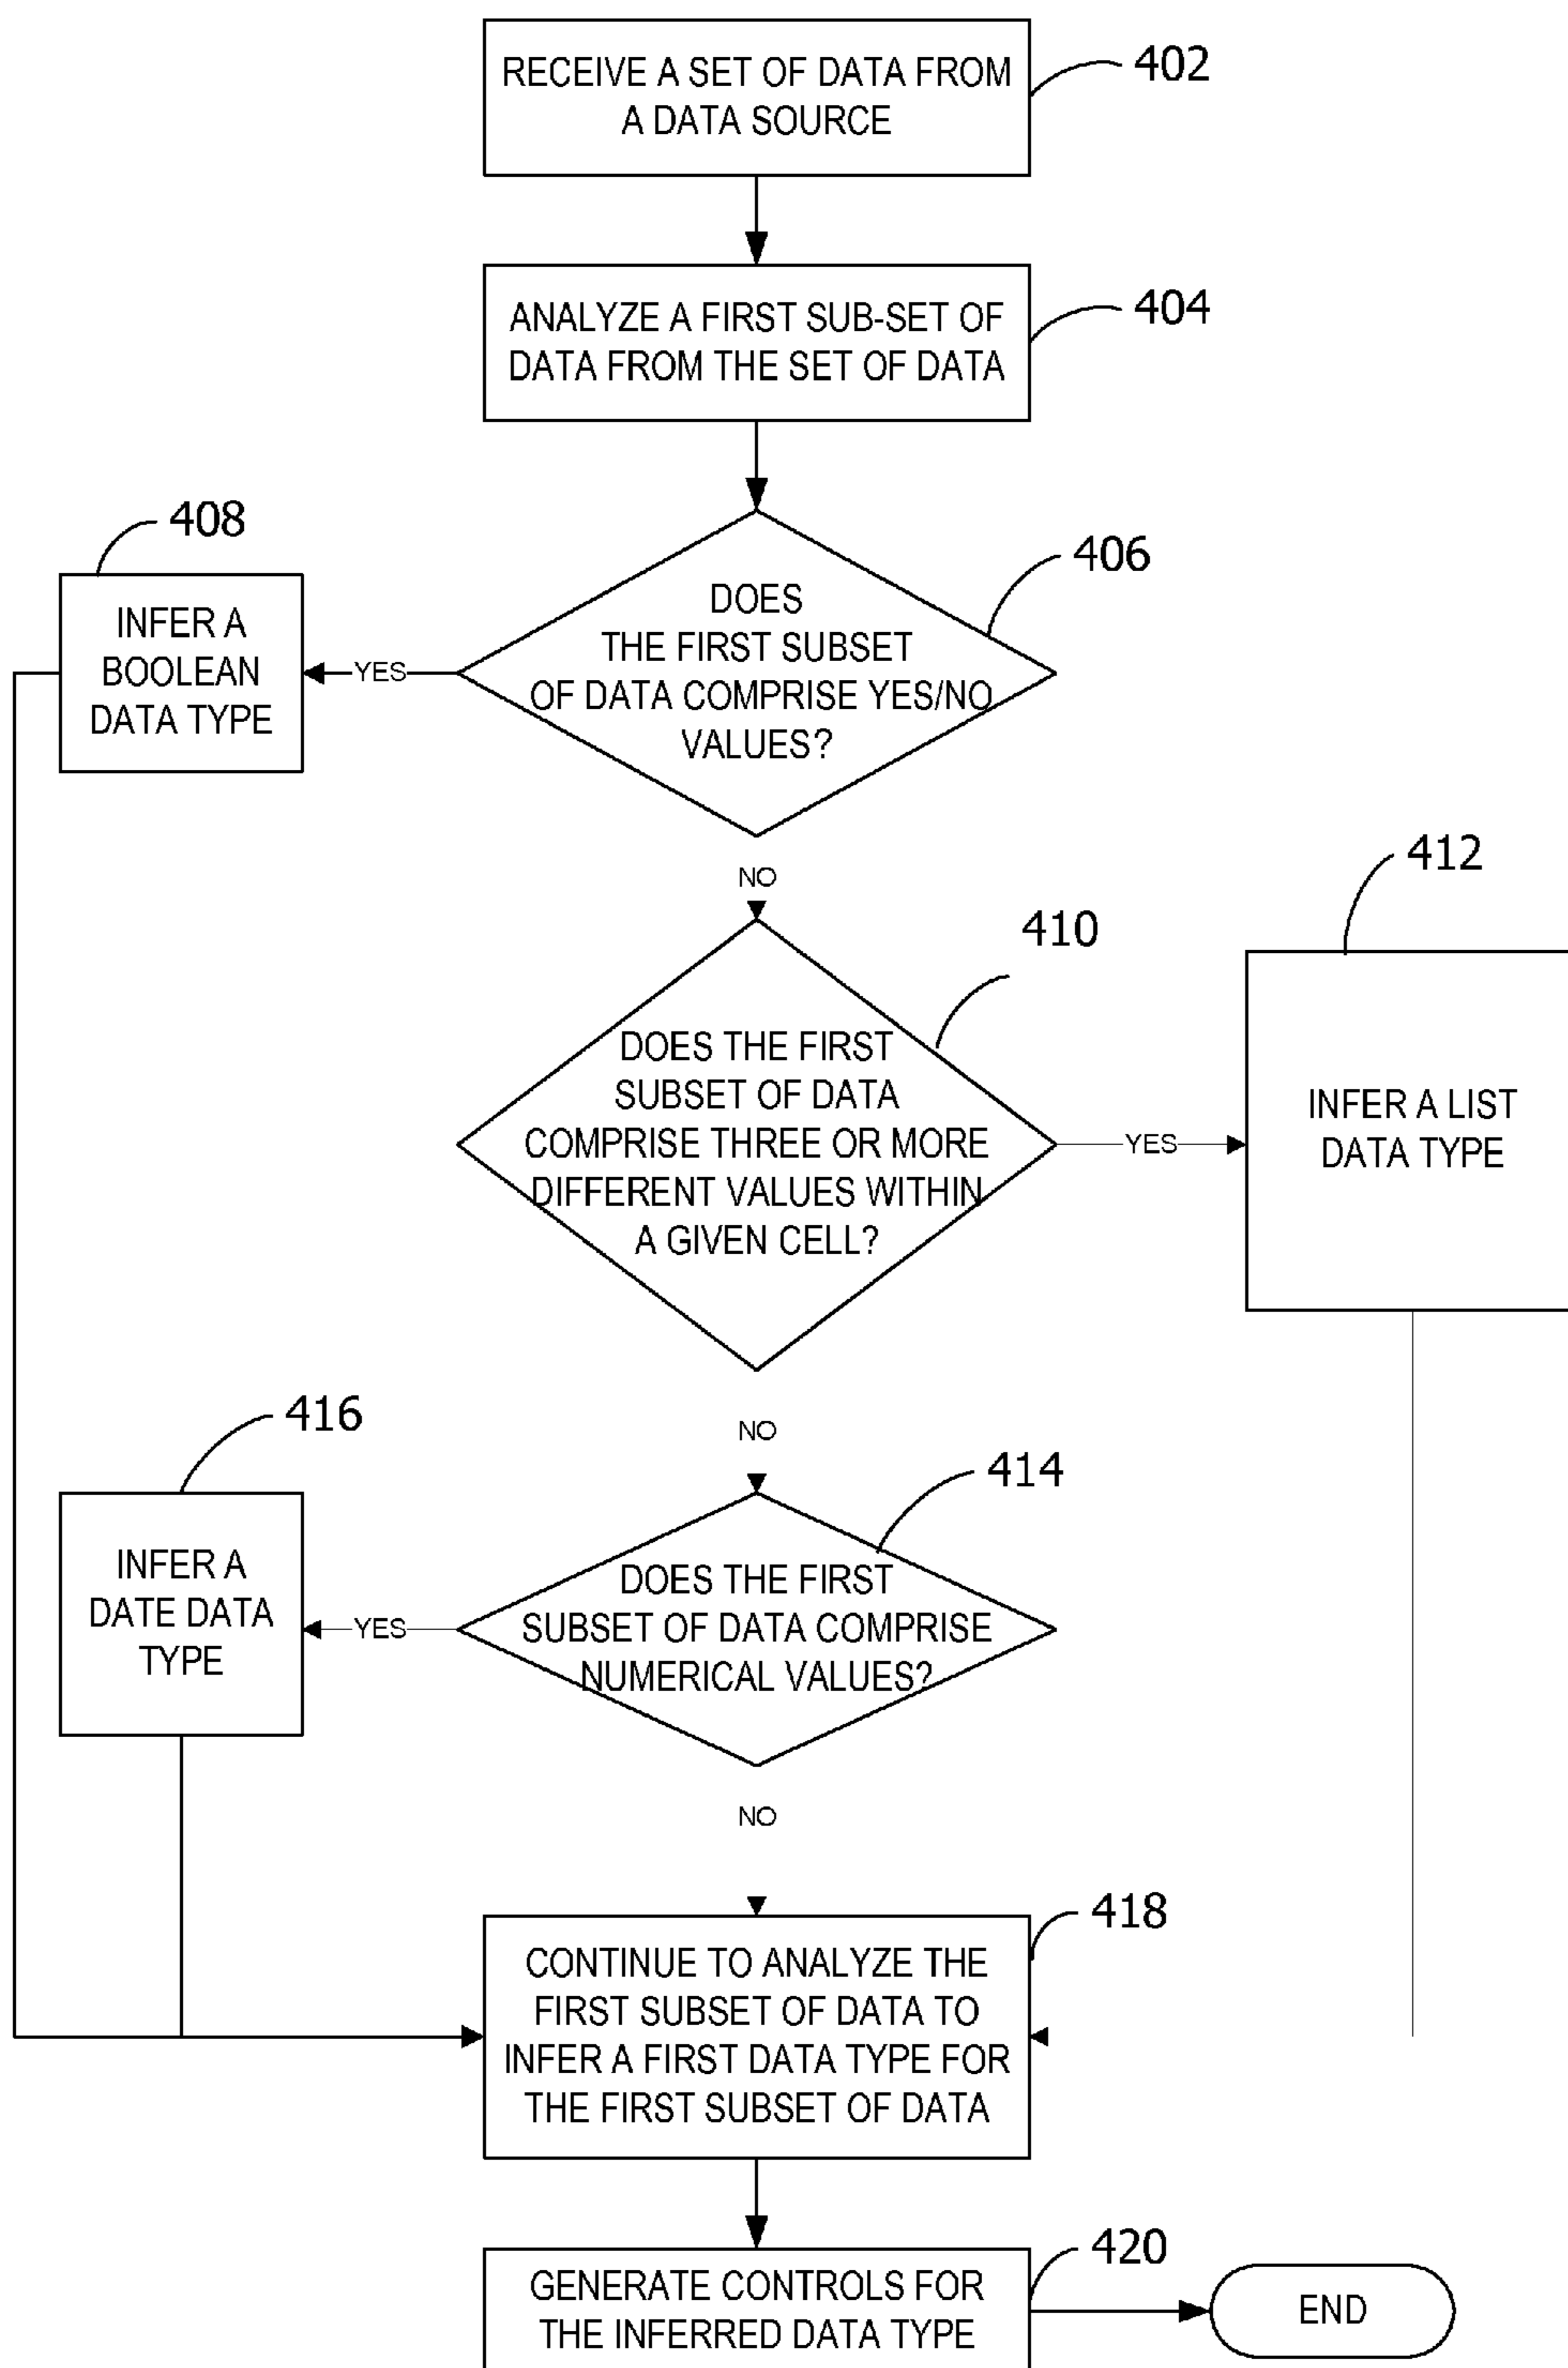 RECEIVE A SET OF DATA FROM
A DATA SOURCE
402
ANALYZE A FIRST SUB-SET OF
DATA FROM THE SET OF DATA
404
DOES
THE FIRST SUBSET
OF DATA COMPRISE YES/NO
VALUES?
406
YES
408
INFER A
BOOLEAN
DATA TYPE
NO
410
DOES THE FIRST
SUBSET OF DATA
COMPRISE THREE OR MORE
DIFFERENT VALUES WITHIN
A GIVEN CELL?
YES
412
INFER A LIST
DATA TYPE
NO
414
DOES THE FIRST
SUBSET OF DATA COMPRISE
NUMERICAL VALUES?
YES
416
INFER A
DATE DATA
TYPE
NO
418
CONTINUE TO ANALYZE THE
FIRST SUBSET OF DATA TO
INFER A FIRST DATA TYPE FOR
THE FIRST SUBSET OF DATA
420
GENERATE CONTROLS FOR
THE INFERRED DATA TYPE
END